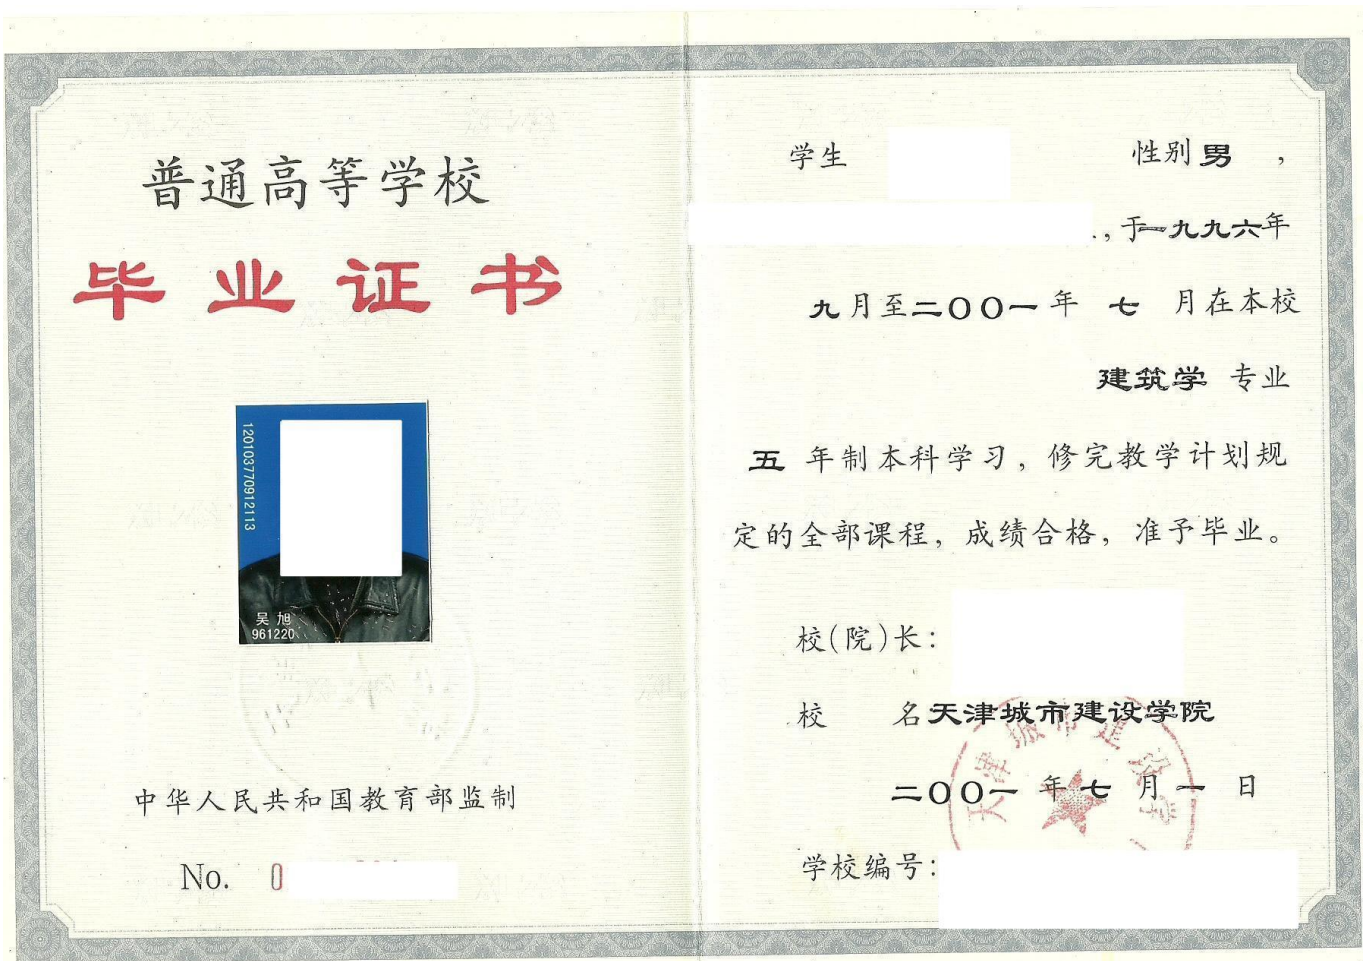 普通高等学校
毕业证书
120103770912113
吴旭
961220
中华人民共和国教育部监制
No. 0
学生 性别 男 ,
, 于一九九六年
九月至二〇〇一年 七 月在本校
建筑学 专业
五 年制本科学习, 修完教学计划规
定的全部课程, 成绩合格, 准予毕业。
校(院)长:
校 名 天津城市建设学院
二〇〇一 年 七 月 一 日
学校编号: